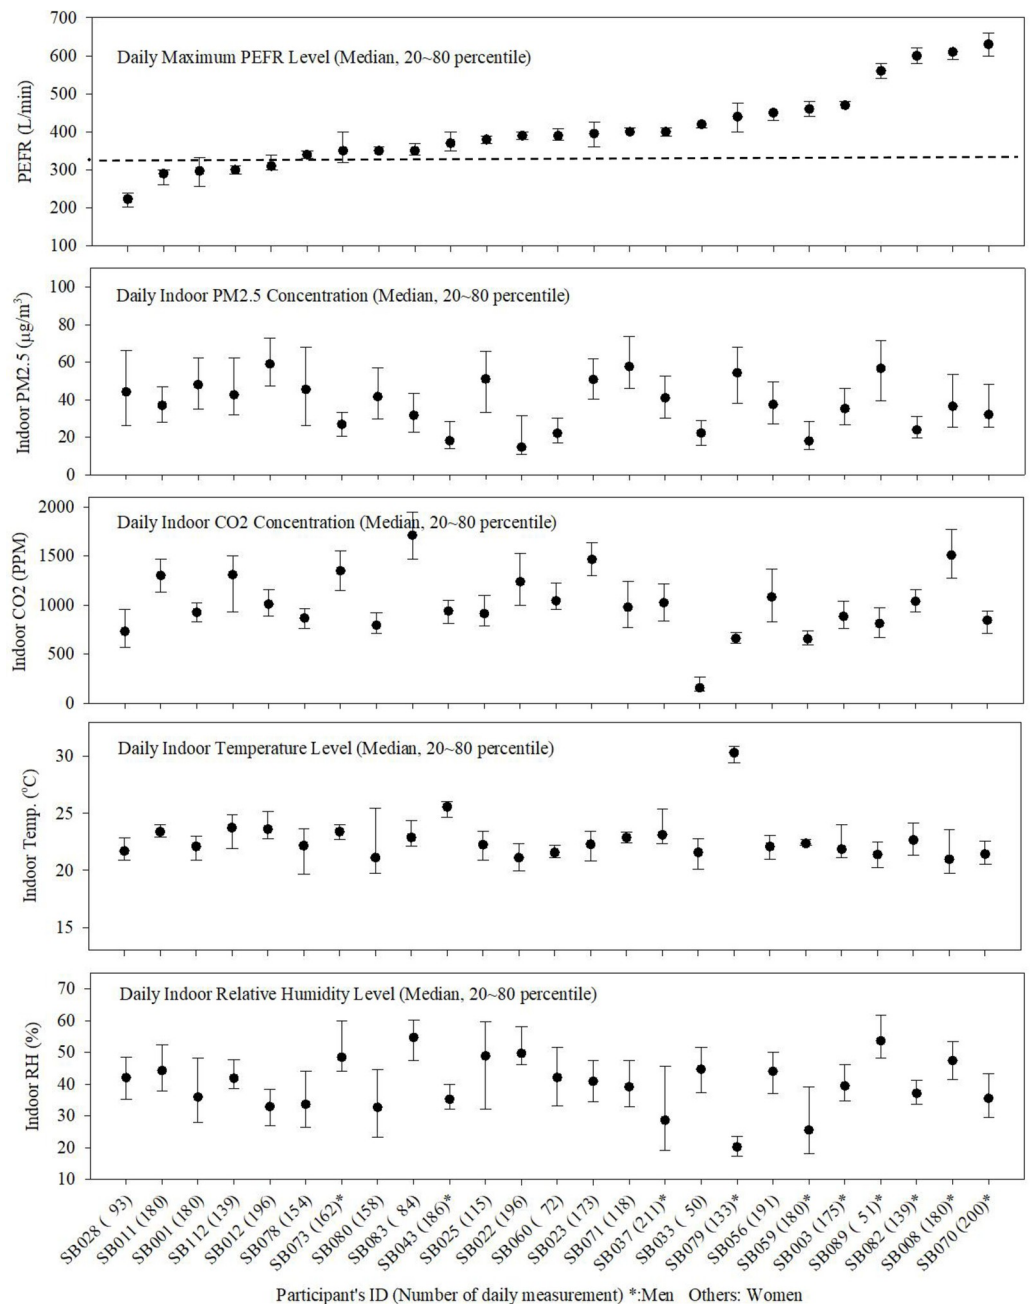 700
Daily Maximum PEFR Level (Median, 20~80 percentile)
600
500
400
300
200
100
PEFR (L/min)
Daily Indoor PM2.5 Concentration (Median, 20~80 percentile)
100
80
60
40
20
0
Indoor PM2.5 (µg/m³)
2000
Daily Indoor CO2 Concentration (Median, 20~80 percentile)
1500
1000
500
0
Indoor CO2 (PPM)
Daily Indoor Temperature Level (Median, 20~80 percentile)
30
25
20
15
Indoor Temp. (°C)
70
Daily Indoor Relative Humidity Level (Median, 20~80 percentile)
60
50
40
30
20
10
Indoor RH (%)
SB028 ( 93)
SB011 (180)
SB001 (180)
SB112 (139)
SB012 (196)
SB078 (154)
SB073 (162)*
SB080 (158)
SB083 ( 84)
SB043 (186)*
SB025 (115)
SB022 (196)
SB060 ( 72)
SB023 (173)
SB071 (118)
SB037 (211)*
SB033 ( 50)
SB079 (133)*
SB056 (191)
SB059 (180)*
SB003 (175)*
SB089 ( 51)*
SB082 (139)*
SB008 (180)*
SB070 (200)*
Participant's ID (Number of daily measurement) *:Men Others: Women